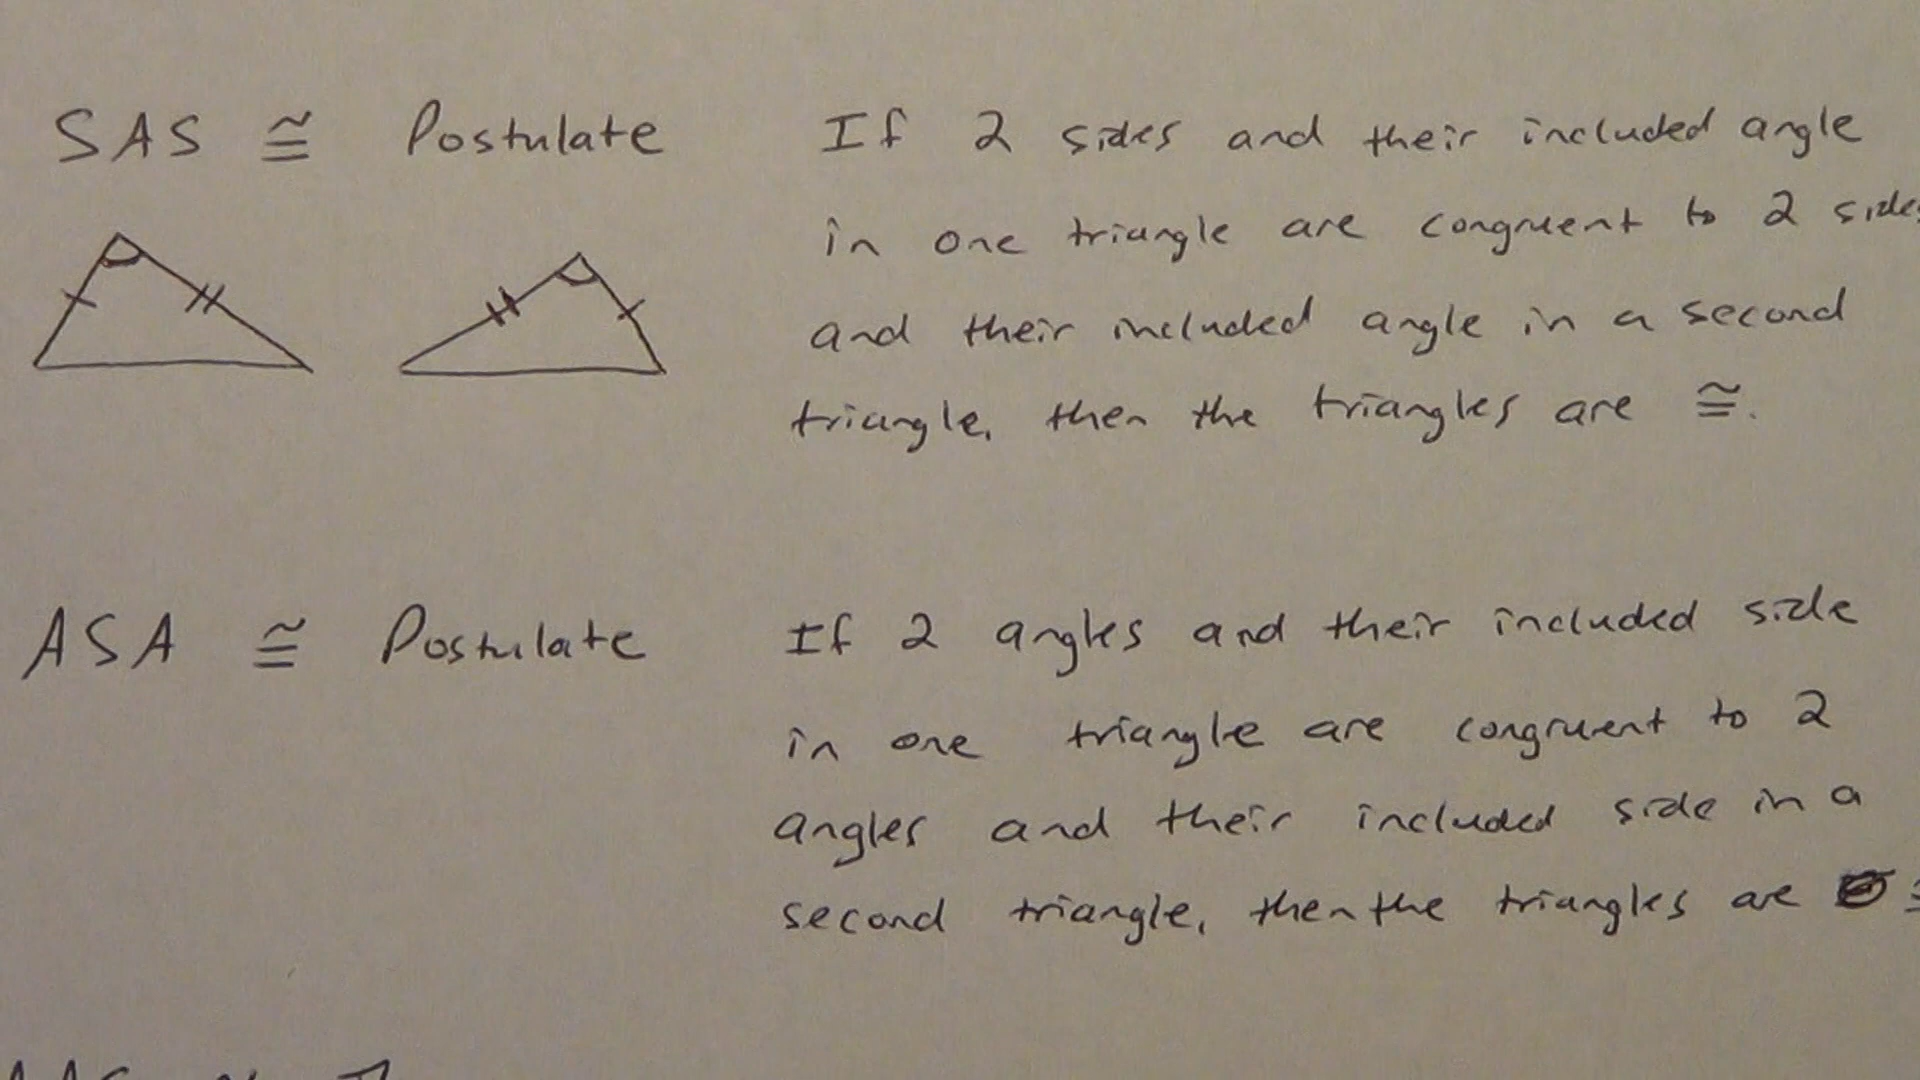 SAS ≅ Postulate
If 2 sides and their included angle
in one triangle are congruent to 2 sides
and their included angle in a second
triangle, then the triangles are ≅.
ASA ≅ Postulate
If 2 angles and their included side
in one triangle are congruent to 2
angles and their included side in a
second triangle, then the triangles are ≅